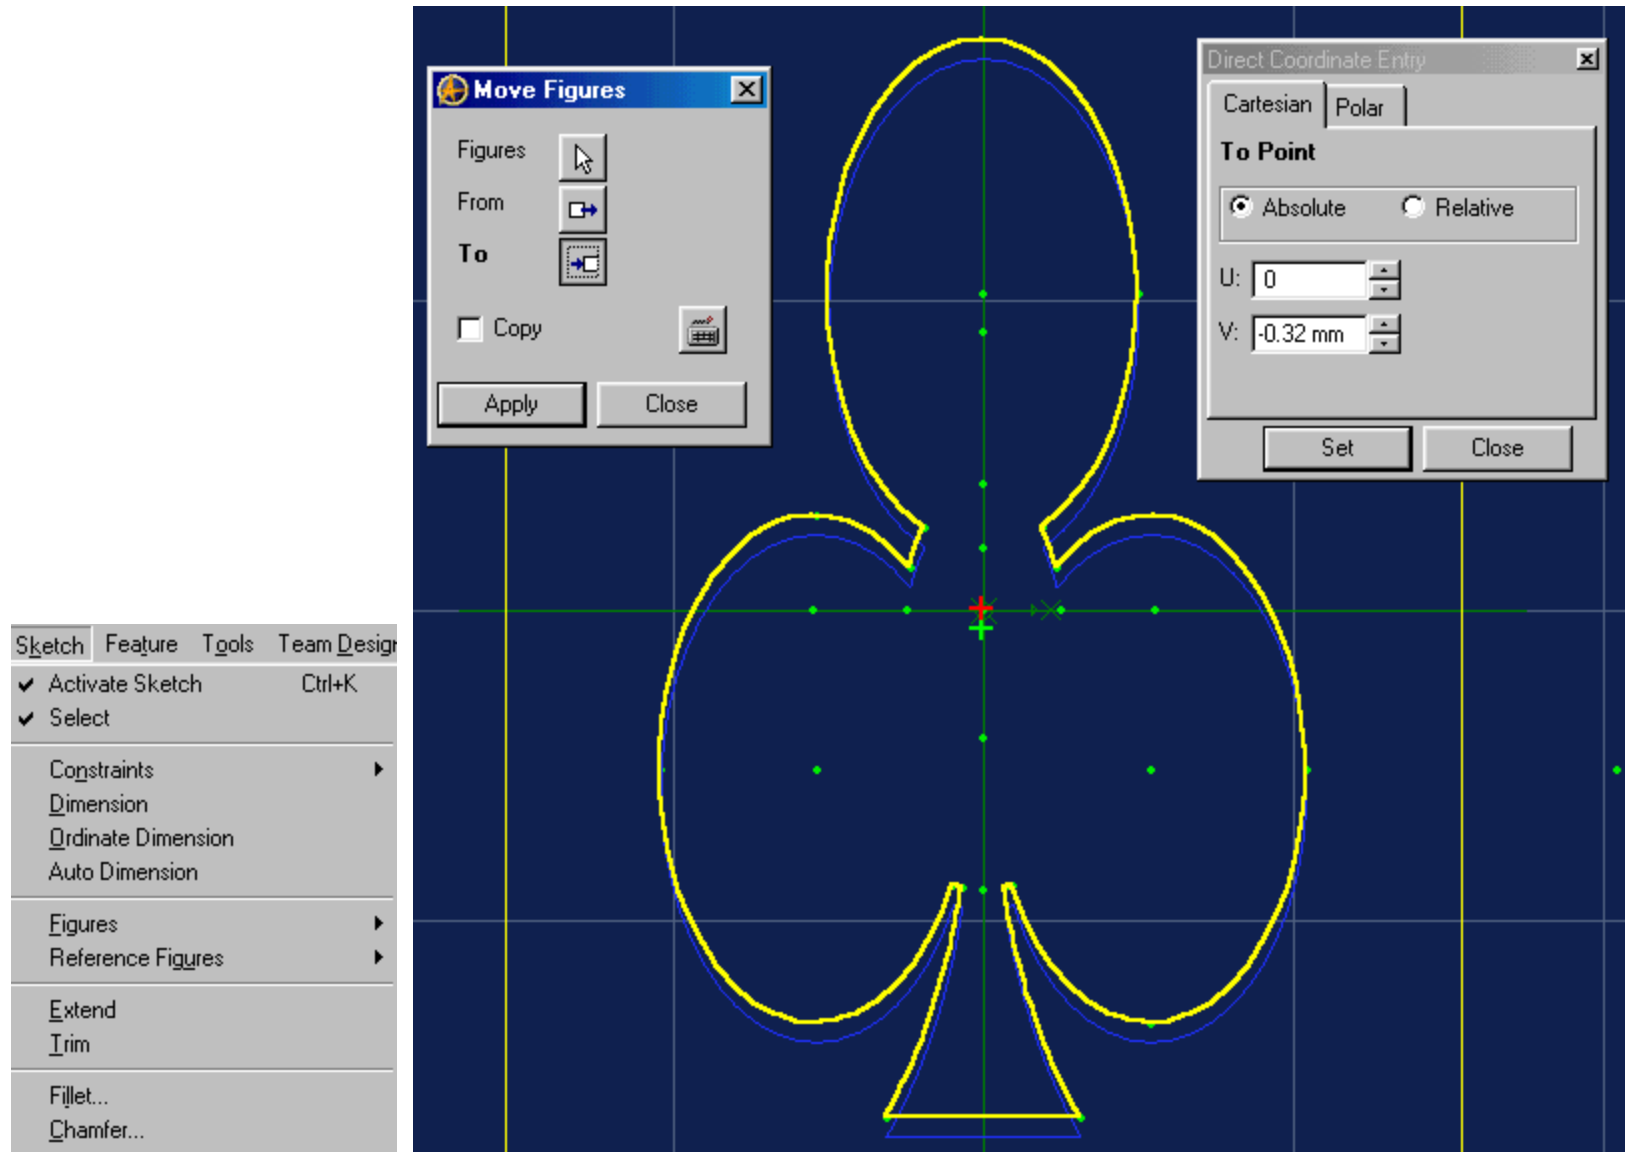 Move Figures
Figures
From
To
Copy
Apply Close
Direct Coordinate Entry
Cartesian Polar
To Point
Absolute Relative
U: 0
V: -0.32 mm
Set Close
Sketch Feature Tools Team Desigr
Activate Sketch Ctrl+K
Select
Constraints
Dimension
Ordinate Dimension
Auto Dimension
Figures
Reference Figures
Extend
Trim
Fillet...
Chamfer...